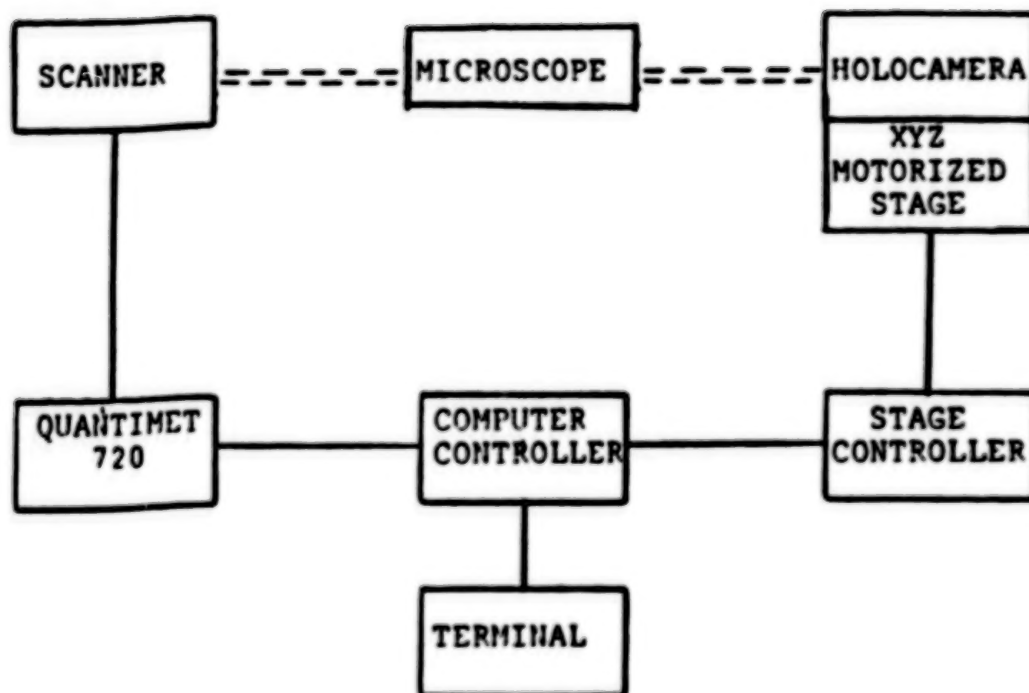 SCANNER
MICROSCOPE
HOLOCAMERA
XYZ
MOTORIZED
STAGE
QUANTIMET
720
COMPUTER
CONTROLLER
STAGE
CONTROLLER
TERMINAL